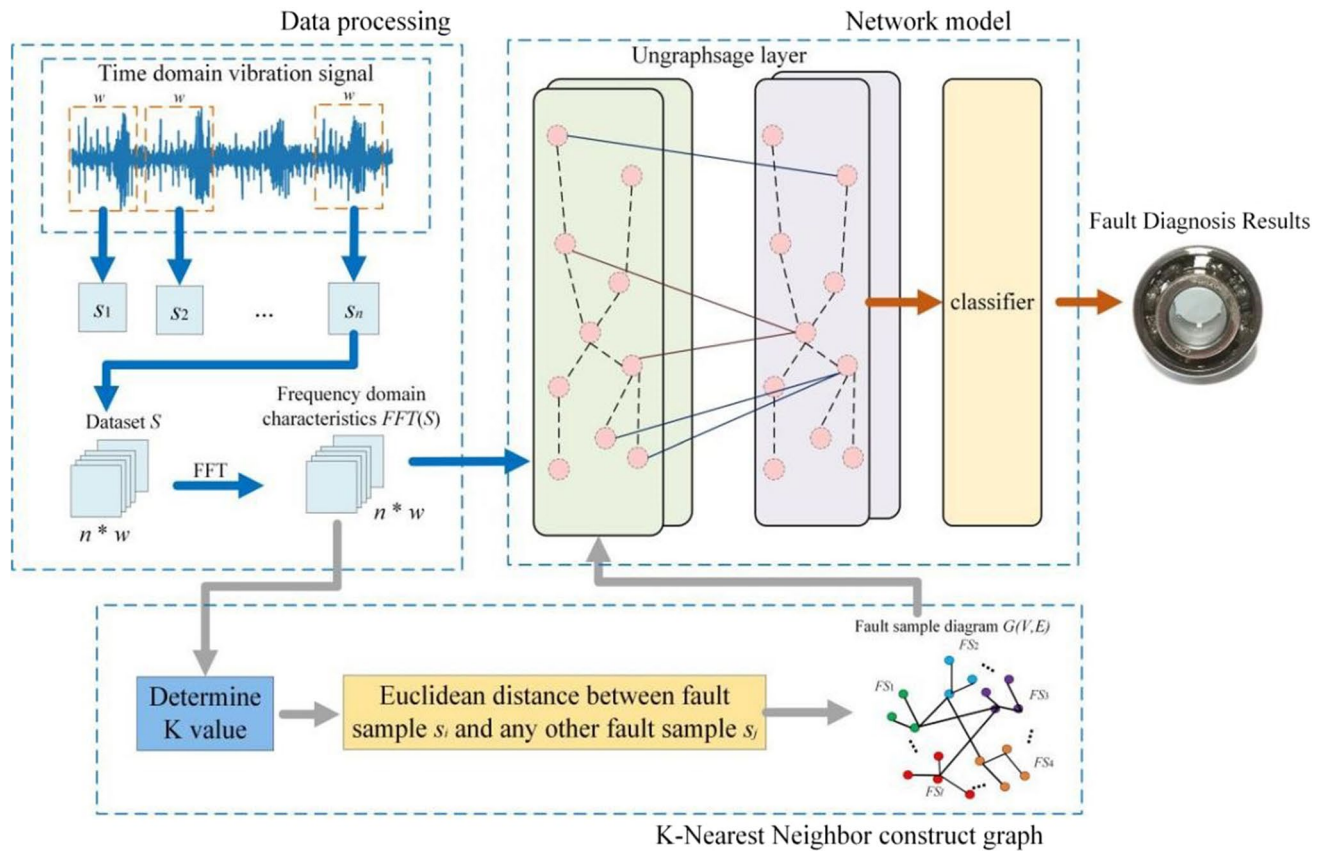 Data processing
Time domain vibration signal
w w w
s1 s2 ... sn
Dataset S
FFT
n * w
Frequency domain
characteristics FFT(S)
n * w
Network model
Ungraphsage layer
classifier
Fault Diagnosis Results
Determine
K value
Euclidean distance between fault
sample si and any other fault sample sj
Fault sample diagram G(V,E)
FS1
FS2
FS3
FS4
FSl
K-Nearest Neighbor construct graph